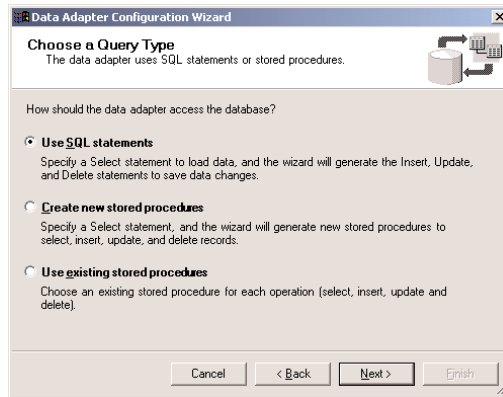 Data Adapter Configuration Wizard
Choose a Query Type
The data adapter uses SQL statements or stored procedures.
How should the data adapter access the database?
Use SQL statements
Specify a Select statement to load data, and the wizard will generate the Insert, Update,
and Delete statements to save data changes.
Create new stored procedures
Specify a Select statement, and the wizard will generate new stored procedures to
select, insert, update, and delete records.
Use existing stored procedures
Choose an existing stored procedure for each operation (select, insert, update and
delete).
Cancel < Back Next > Finish